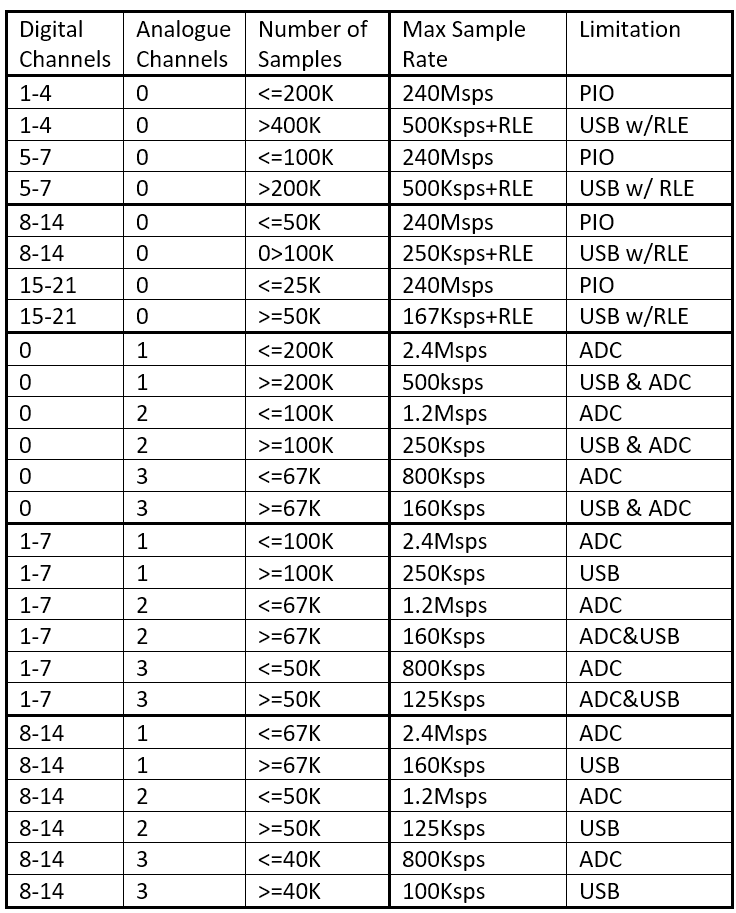 Digital Channels Analogue Channels Number of Samples Max Sample Rate Limitation
1-4 0 <=200K 240Msps PIO
1-4 0 >400K 500Ksps+RLE USB w/RLE
5-7 0 <=100K 240Msps PIO
5-7 0 >200K 500Ksps+RLE USB w/ RLE
8-14 0 <=50K 240Msps PIO
8-14 0 0>100K 250Ksps+RLE USB w/RLE
15-21 0 <=25K 240Msps PIO
15-21 0 >=50K 167Ksps+RLE USB w/RLE
0 1 <=200K 2.4Msps ADC
0 1 >=200K 500ksps USB & ADC
0 2 <=100K 1.2Msps ADC
0 2 >=100K 250Ksps USB & ADC
0 3 <=67K 800Ksps ADC
0 3 >=67K 160Ksps USB & ADC
1-7 1 <=100K 2.4Msps ADC
1-7 1 >=100K 250Ksps USB
1-7 2 <=67K 1.2Msps ADC
1-7 2 >=67K 160Ksps ADC&USB
1-7 3 <=50K 800Ksps ADC
1-7 3 >=50K 125Ksps ADC&USB
8-14 1 <=67K 2.4Msps ADC
8-14 1 >=67K 160Ksps USB
8-14 2 <=50K 1.2Msps ADC
8-14 2 >=50K 125Ksps USB
8-14 3 <=40K 800Ksps ADC
8-14 3 >=40K 100Ksps USB